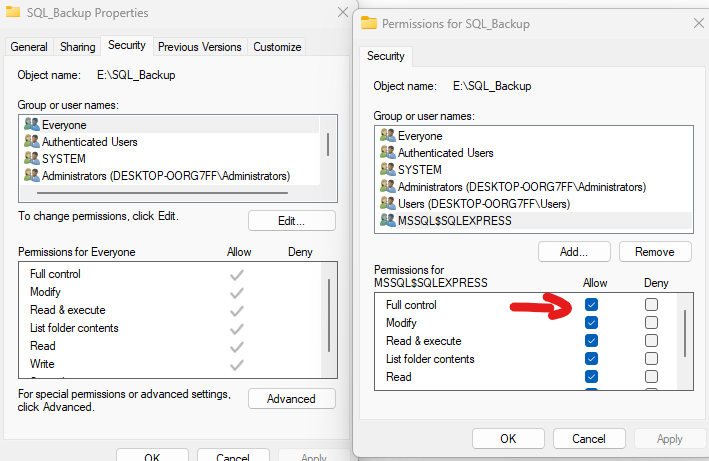 SQL_Backup Properties
General Sharing Security Previous Versions Customize
Object name: E:\SQL_Backup
Group or user names:
Everyone
Authenticated Users
SYSTEM
Administrators (DESKTOP-OORG7FF\Administrators)
To change permissions, click Edit.
Edit...
Permissions for Everyone Allow Deny
Full control
Modify
Read & execute
List folder contents
Read
Write
For special permissions or advanced settings,
click Advanced.
Advanced
OK Cancel Apply
Permissions for SQL_Backup
Security
Object name: E:\SQL_Backup
Group or user names:
Everyone
Authenticated Users
SYSTEM
Administrators (DESKTOP-OORG7FF\Administrators)
Users (DESKTOP-OORG7FF\Users)
MSSQL$SQLEXPRESS
Add... Remove
Permissions for
MSSQL$SQLEXPRESS Allow Deny
Full control
Modify
Read & execute
List folder contents
Read
OK Cancel Apply